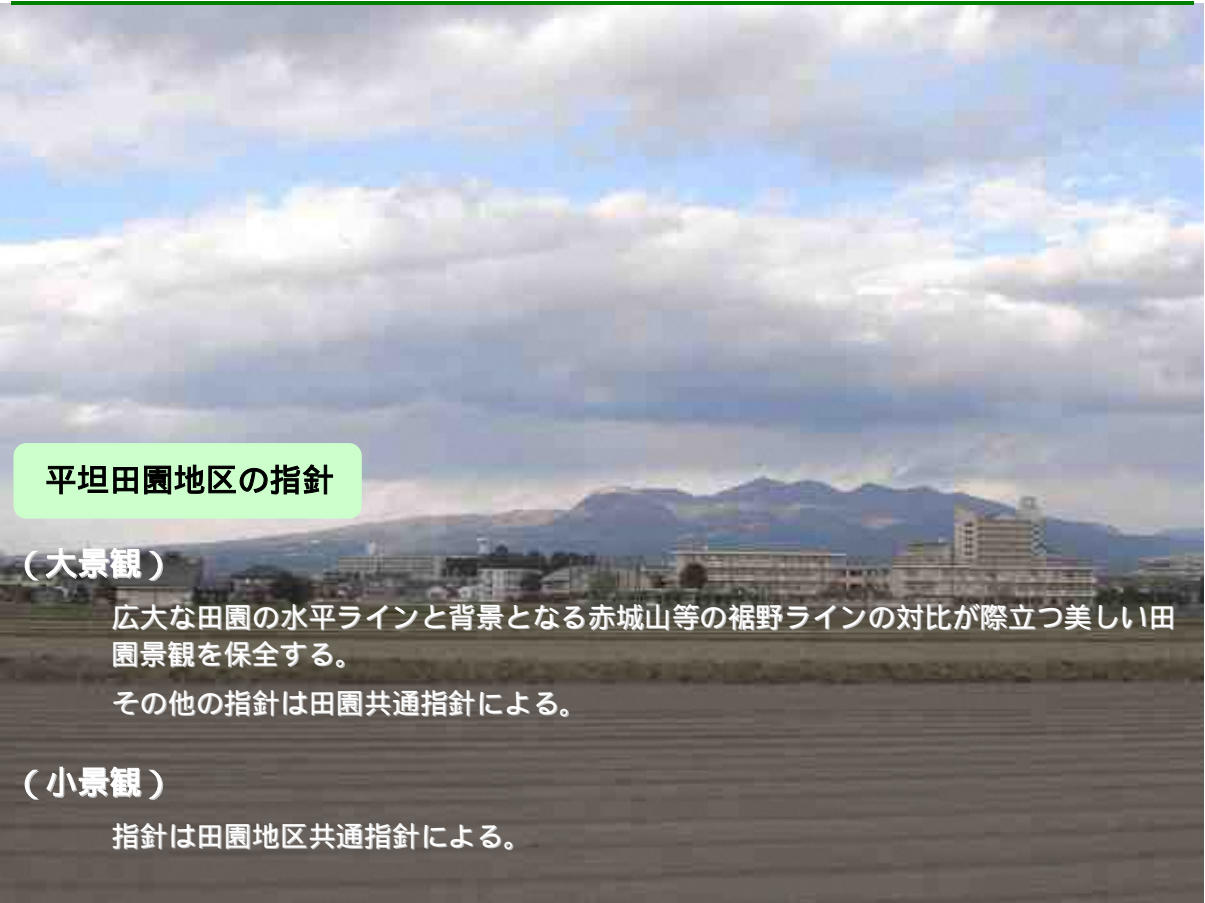 平坦田園地区の指針
（大景観）
広大な田園の水平ラインと背景となる赤城山等の裾野ラインの対比が際立つ美しい田
園景観を保全する。
その他の指針は田園共通指針による。
（小景観）
指針は田園地区共通指針による。